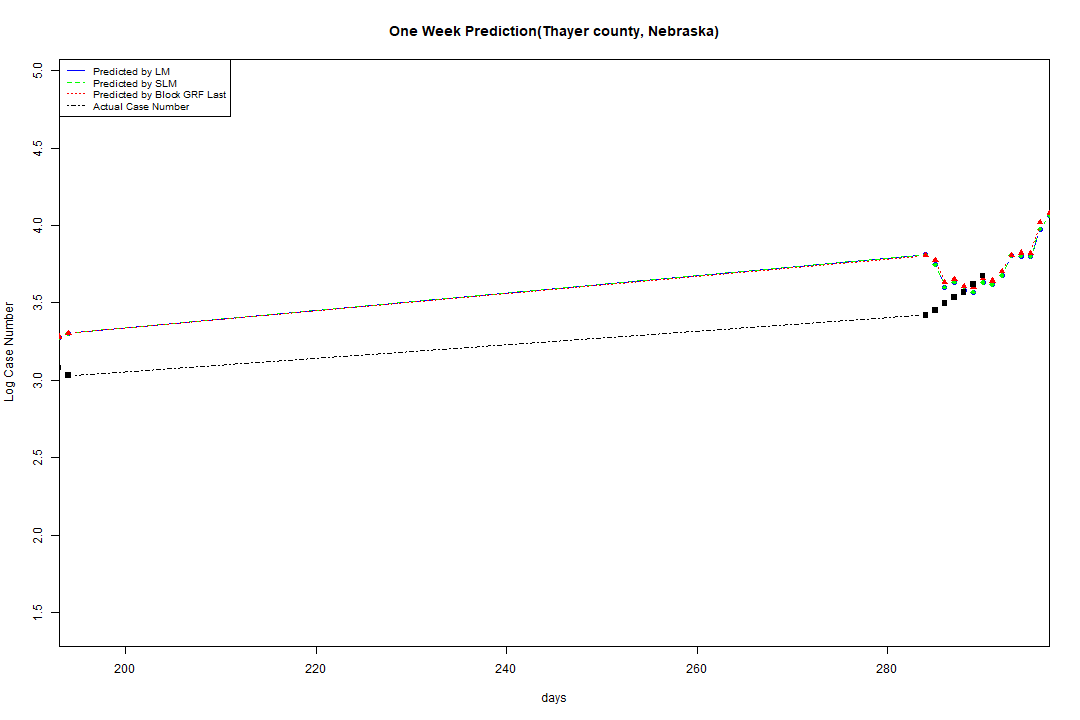 One Week Prediction(Thayer county, Nebraska)
Predicted by LM
Predicted by SLM
Predicted by Block GRF Last
Actual Case Number
5.0
4.5
4.0
3.5
3.0
2.5
2.0
1.5
Log Case Number
200 220 240 260 280
days